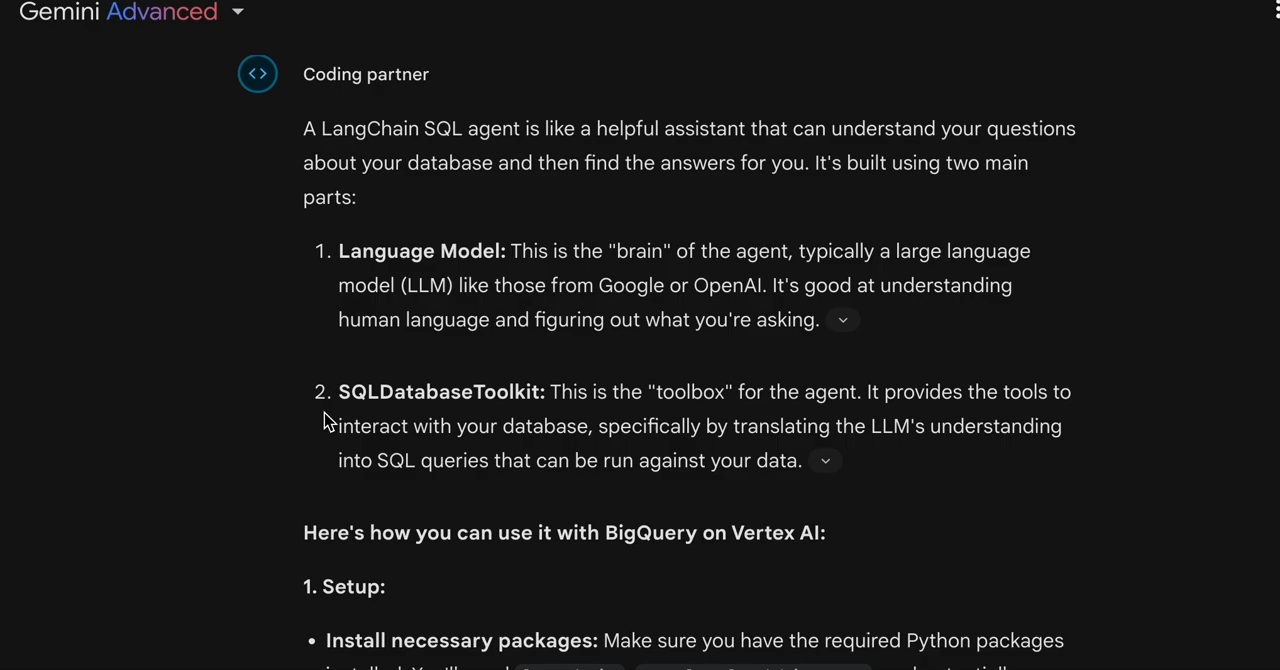 Gemini Advanced
<>
Coding partner
A LangChain SQL agent is like a helpful assistant that can understand your questions
about your database and then find the answers for you. It's built using two main
parts:
1. Language Model: This is the "brain" of the agent, typically a large language
model (LLM) like those from Google or OpenAI. It's good at understanding
human language and figuring out what you're asking.
2. SQLDatabaseToolkit: This is the "toolbox" for the agent. It provides the tools to
interact with your database, specifically by translating the LLM's understanding
into SQL queries that can be run against your data.
Here's how you can use it with BigQuery on Vertex AI:
1. Setup:
• Install necessary packages: Make sure you have the required Python packages